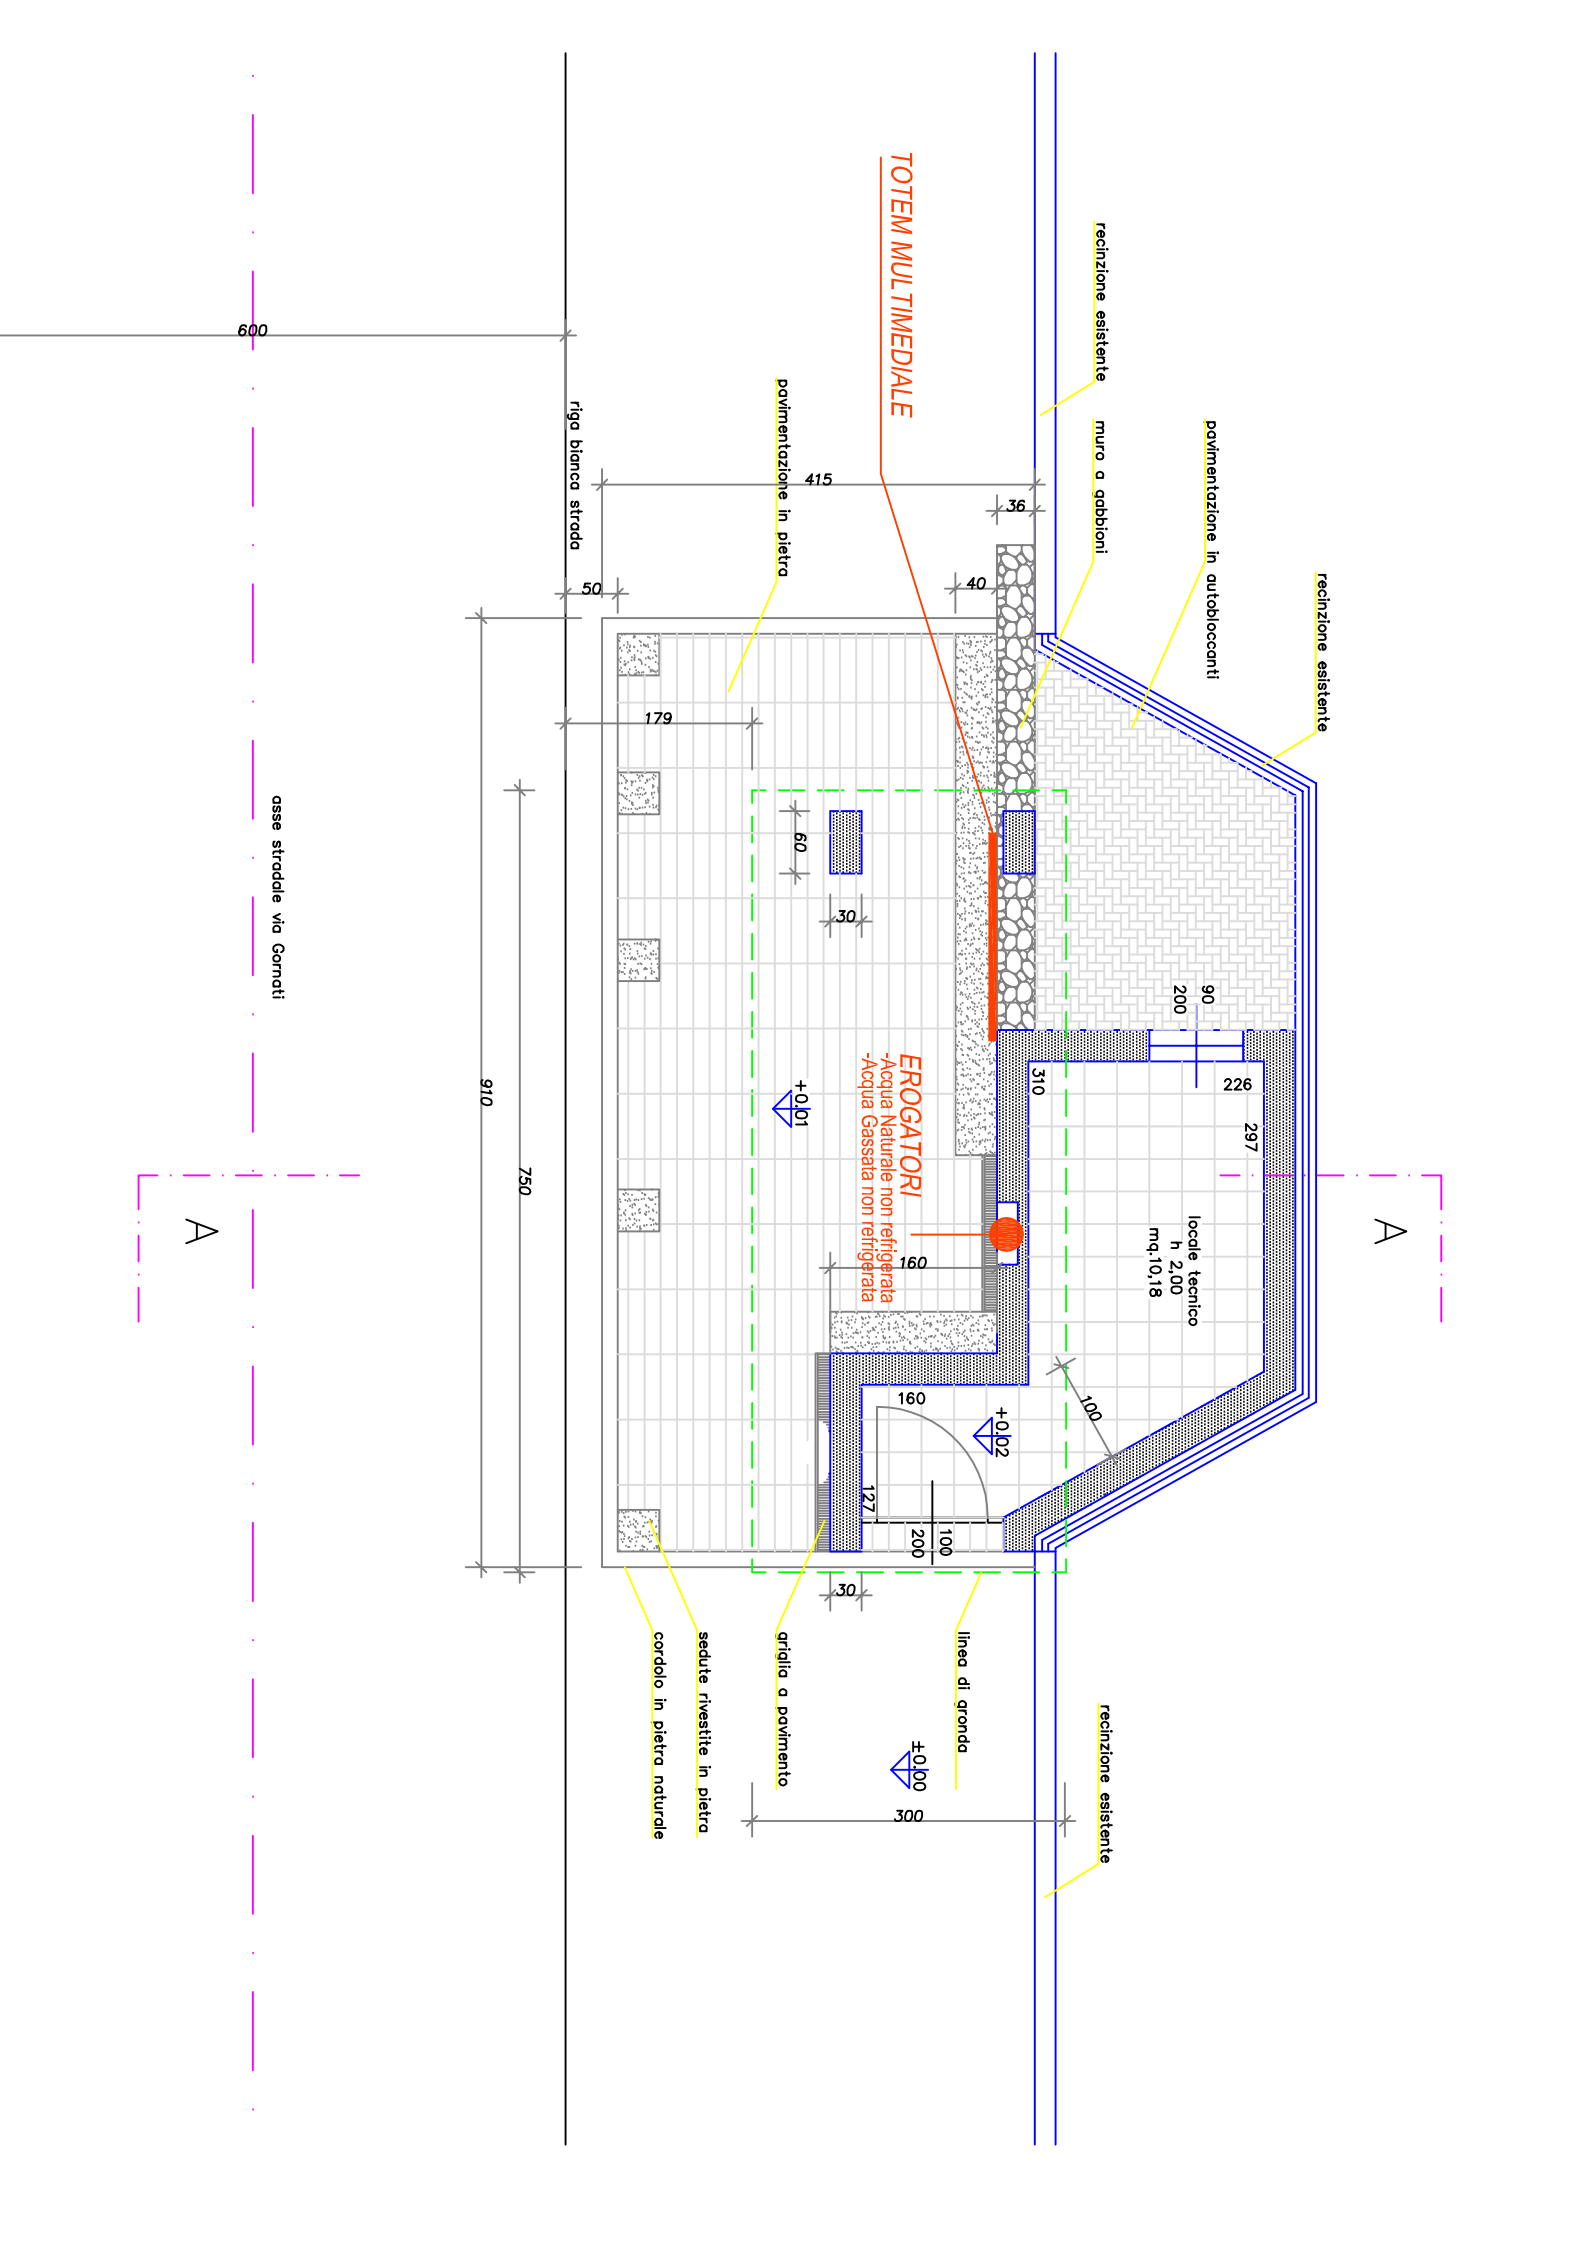 recinzione esistente
pavimentazione in autobloccanti
recinzione esistente
muro a gabbioni
TOTEM MULTIMEDIALE
pavimentazione in pietra
riga bianca strada
asse stradale via Gornati
600
415
36
40
50
179
60
30
910
750
90
200
226
297
310
locale tecnico
h 2,00
mq.10,18
A
A
EROGATORI
-Acqua Naturale non refrigerata
-Acqua Gassata non refrigerata
+0.01
160
160
100
+0.02
127
100
200
30
linea di gronda
griglia a pavimento
sedute rivestite in pietra
cordolo in pietra naturale
±0.00
300
recinzione esistente